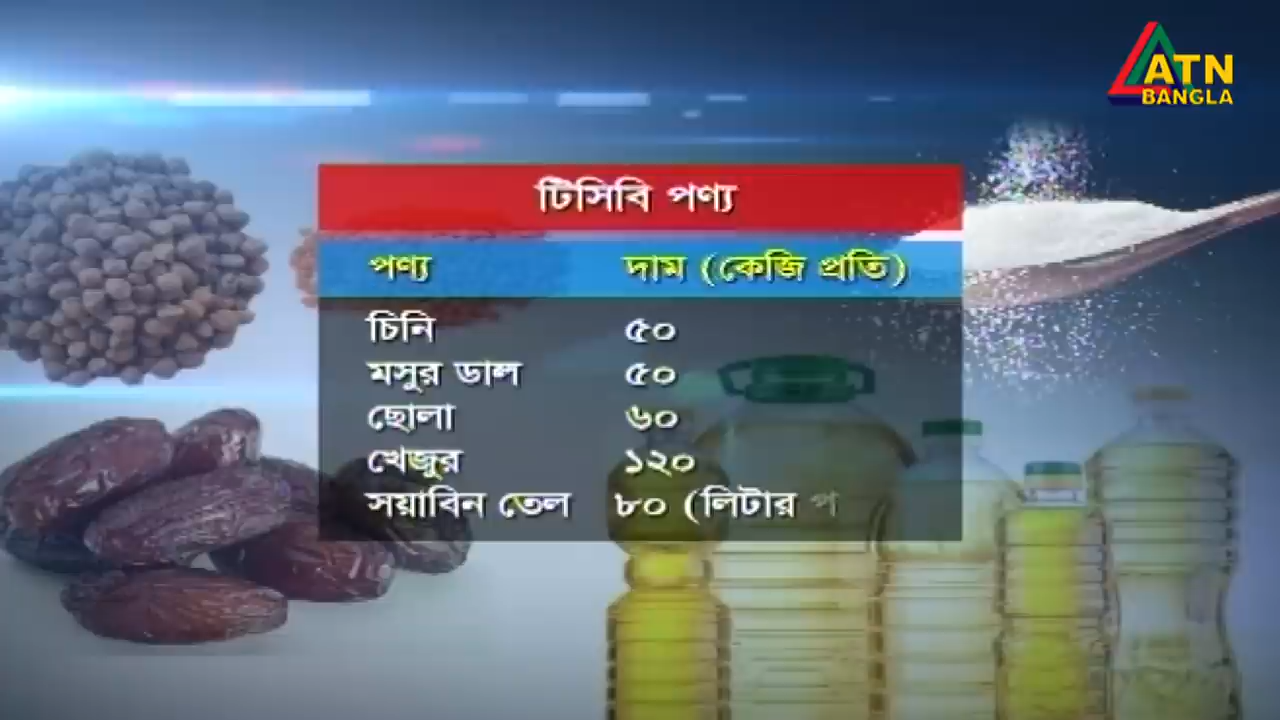 ATN
BANGLA
টিসিবি পণ্য
পণ্য দাম (কেজি প্রতি)
চিনি ৫০
মসুর ডাল ৫০
ছোলা ৬০
খেজুর ১২০
সয়াবিন তেল ৮০ (লিটার প